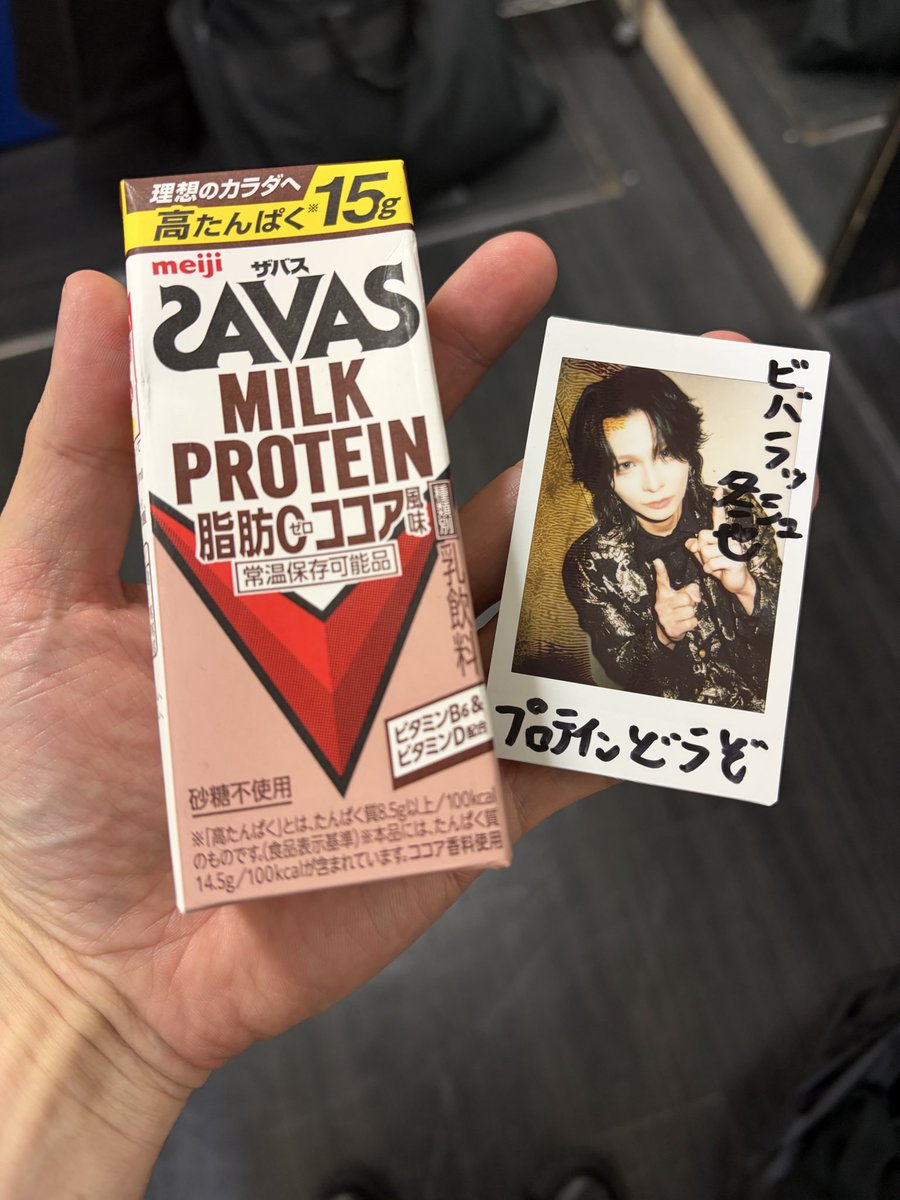 理想のカラダへ
高たんぱく※15g
meiji
ザバス
SAVAS
MILK
PROTEIN
脂肪0ゼロココア風味
常温保存可能品
種類別
乳飲料
ビタミンB6&
ビタミンD配合
砂糖不使用
※「高たんぱく」とは、たんぱく質8.5g以上/100kcal
のものです。(食品表示基準)※本品には、たんぱく質
14.5g/100kcalが含まれています。ココア香料使用
ビバラッシュ
プロテインどうぞ